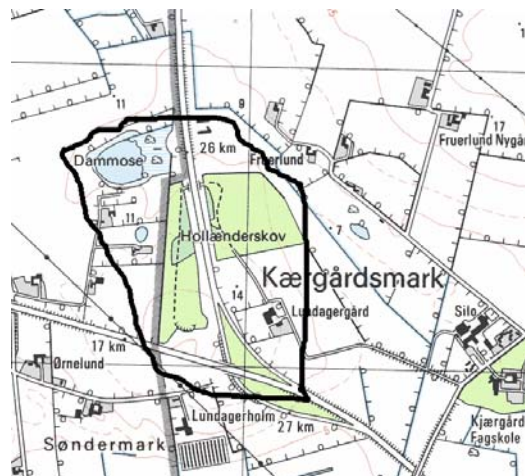 11
9
17
Fruerlund Nygår
26 km
Fruerlund
Dammose
11
Hollænderskov
7
Kærgårdsmark
14
Lundagergård
Silo
17 km
Ørnelund
Lundagerholm
27 km
Kjærgård
Fagskole
Søndermark